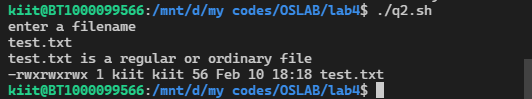 kiit@BT1000099566:/mnt/d/my codes/OSLAB/lab4$ ./q2.sh
enter a filename
test.txt
test.txt is a regular or ordinary file
-rwxrwxrwx 1 kiit kiit 56 Feb 10 18:18 test.txt
kiit@BT1000099566:/mnt/d/my codes/OSLAB/lab4$